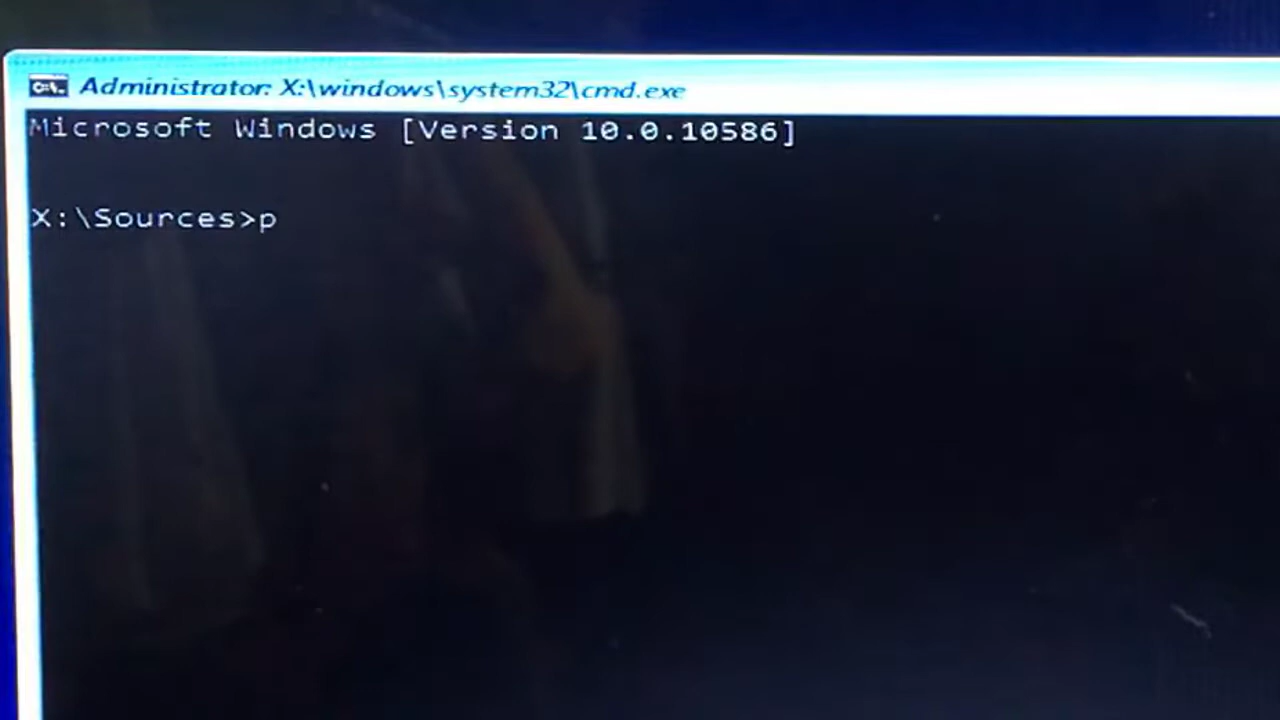 Administrator: X:\windows\system32\cmd.exe
Microsoft Windows [Version 10.0.10586]
X:\Sources>p